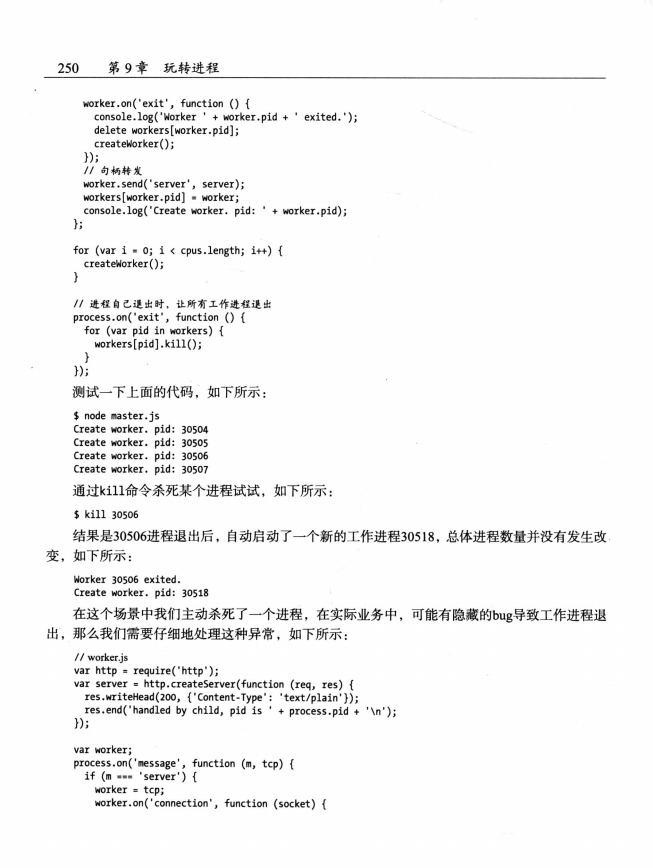 250 第9章 玩转进程
worker.on('exit', function () {
console.log('Worker ' + worker.pid + ' exited.');
delete workers[worker.pid];
createWorker();
});
// 句柄转发
worker.send('server', server);
workers[worker.pid] = worker;
console.log('Create worker. pid: ' + worker.pid);
};
for (var i = 0; i < cpus.length; i++) {
createWorker();
}
// 进程自己退出时，让所有工作进程退出
process.on('exit', function () {
for (var pid in workers) {
workers[pid].kill();
}
});
测试一下上面的代码，如下所示：
$ node master.js
Create worker. pid: 30504
Create worker. pid: 30505
Create worker. pid: 30506
Create worker. pid: 30507
通过kill命令杀死某个进程试试，如下所示：
$ kill 30506
结果是30506进程退出后，自动启动了一个新的工作进程30518，总体进程数量并没有发生改
变，如下所示：
Worker 30506 exited.
Create worker. pid: 30518
在这个场景中我们主动杀死了一个进程，在实际业务中，可能有隐藏的bug导致工作进程退
出，那么我们需要仔细地处理这种异常，如下所示：
// worker.js
var http = require('http');
var server = http.createServer(function (req, res) {
res.writeHead(200, {'Content-Type': 'text/plain'});
res.end('handled by child, pid is ' + process.pid + '\n');
});
var worker;
process.on('message', function (m, tcp) {
if (m === 'server') {
worker = tcp;
worker.on('connection', function (socket) {